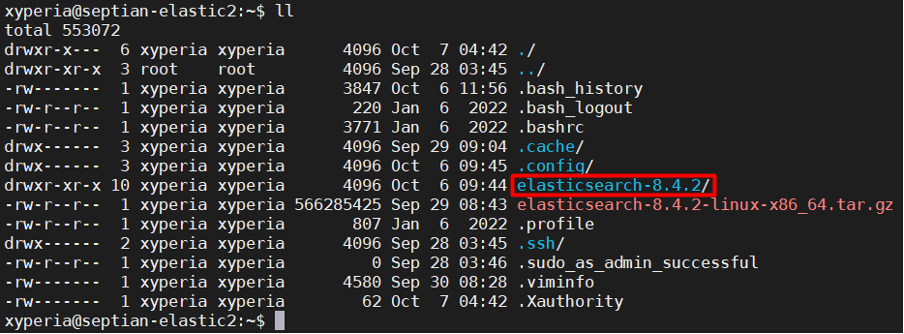 xyperia@septian-elastic2:~$ ll
total 553072
drwxr-x---  6 xyperia xyperia      4096 Oct  7 04:42 ./
drwxr-xr-x  3 root    root         4096 Sep 28 03:45 ../
-rw-------  1 xyperia xyperia      3847 Oct  6 11:56 .bash_history
-rw-r--r--  1 xyperia xyperia       220 Jan  6  2022 .bash_logout
-rw-r--r--  1 xyperia xyperia      3771 Jan  6  2022 .bashrc
drwx------  3 xyperia xyperia      4096 Sep 29 09:04 .cache/
drwx------  3 xyperia xyperia      4096 Oct  6 09:45 .config/
drwxr-xr-x 10 xyperia xyperia      4096 Oct  6 09:44 elasticsearch-8.4.2/
-rw-r--r--  1 xyperia xyperia 566285425 Sep 29 08:43 elasticsearch-8.4.2-linux-x86_64.tar.gz
-rw-r--r--  1 xyperia xyperia       807 Jan  6  2022 .profile
drwx------  2 xyperia xyperia      4096 Sep 28 03:45 .ssh/
-rw-r--r--  1 xyperia xyperia         0 Sep 28 03:46 .sudo_as_admin_successful
-rw-------  1 xyperia xyperia      4580 Sep 30 08:28 .viminfo
-rw-------  1 xyperia xyperia        62 Oct  7 04:42 .Xauthority
xyperia@septian-elastic2:~$